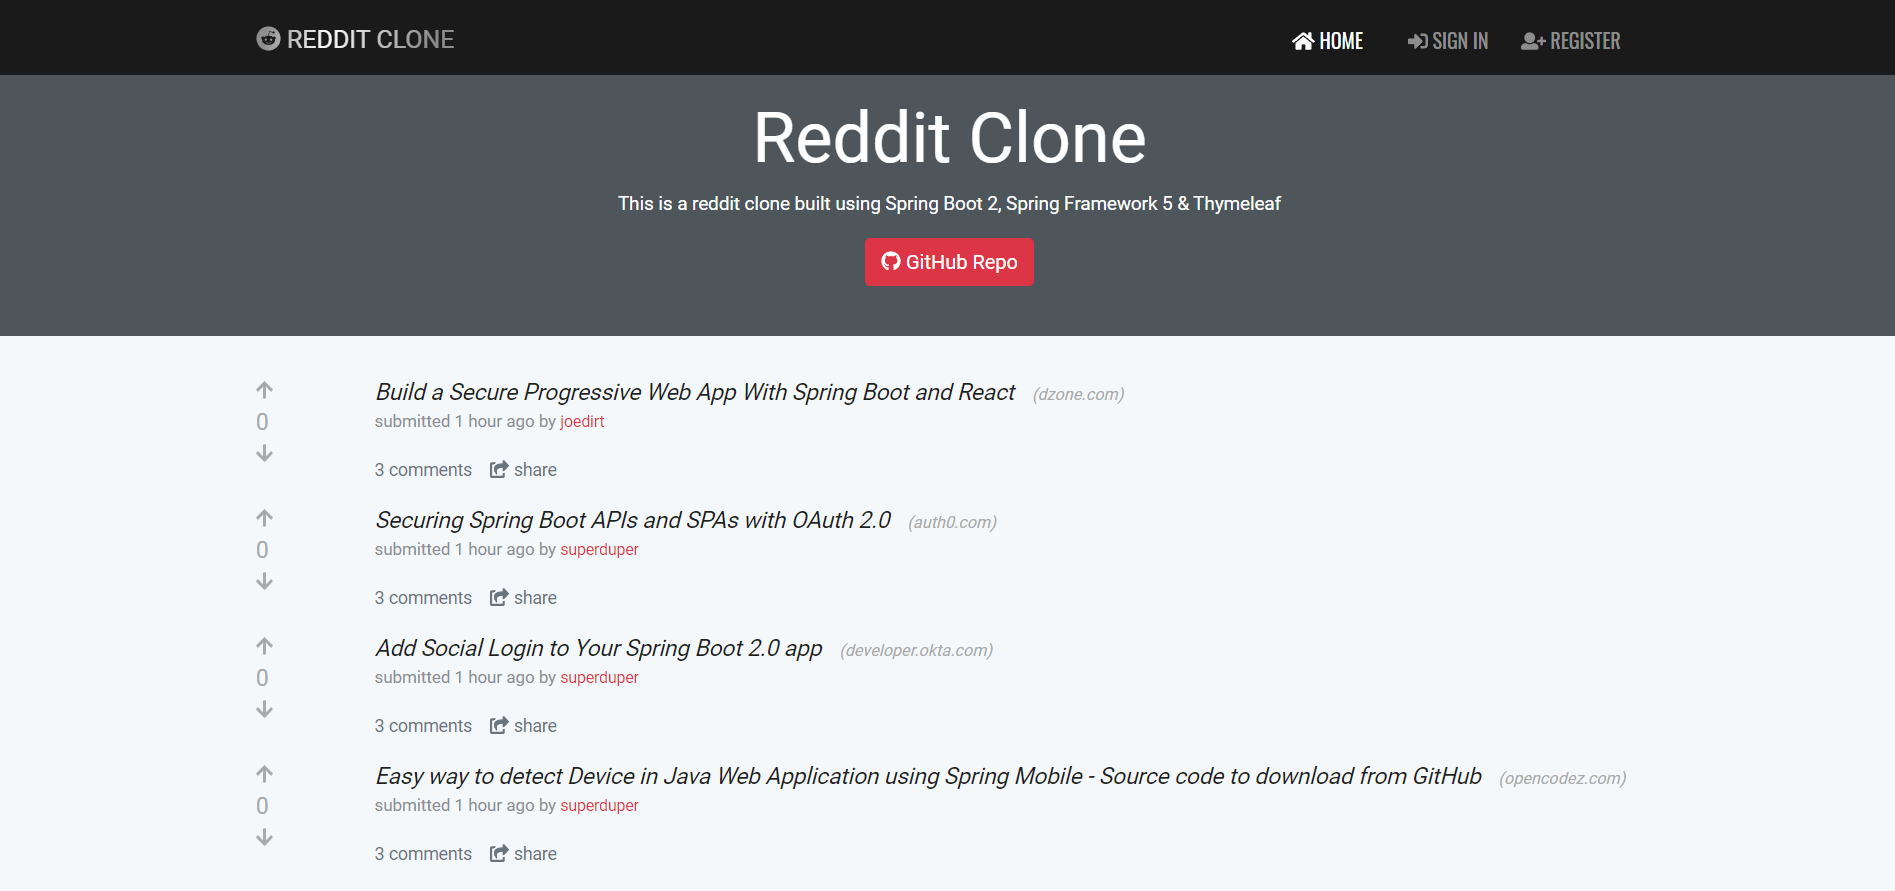 REDDIT CLONE
HOME SIGN IN REGISTER
Reddit Clone
This is a reddit clone built using Spring Boot 2, Spring Framework 5 & Thymeleaf
GitHub Repo
Build a Secure Progressive Web App With Spring Boot and React (dzone.com)
0
submitted 1 hour ago by joedirt
3 comments share
Securing Spring Boot APIs and SPAs with OAuth 2.0 (auth0.com)
0
submitted 1 hour ago by superduper
3 comments share
Add Social Login to Your Spring Boot 2.0 app (developer.okta.com)
0
submitted 1 hour ago by superduper
3 comments share
Easy way to detect Device in Java Web Application using Spring Mobile - Source code to download from GitHub (opencodez.com)
0
submitted 1 hour ago by superduper
3 comments share